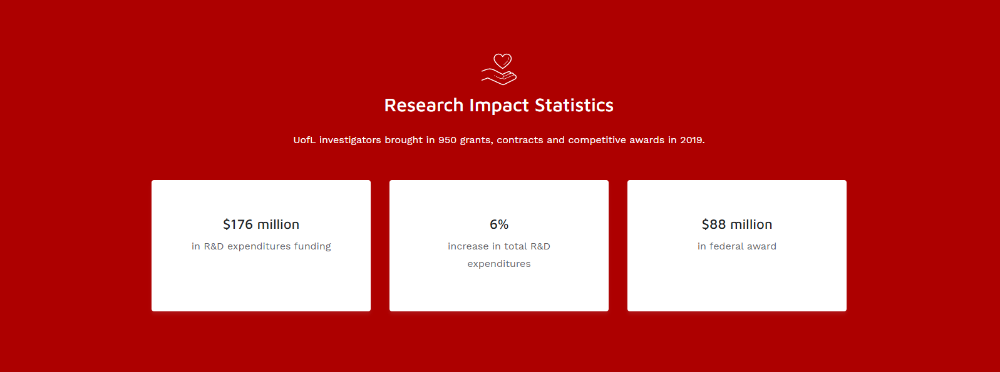 Research Impact Statistics
UofL investigators brought in 950 grants, contracts and competitive awards in 2019.
$176 million
in R&D expenditures funding
6%
increase in total R&D
expenditures
$88 million
in federal award